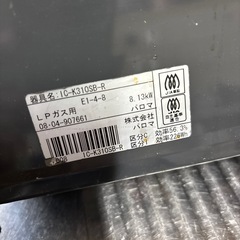 器具名: IC-K310SB-R
E1-4-8
8.13kW
LPガス用
パロマ
08-04-907661
株式会社
パロマ
区分C 効率56.3%
IC-K310SB-R
区分